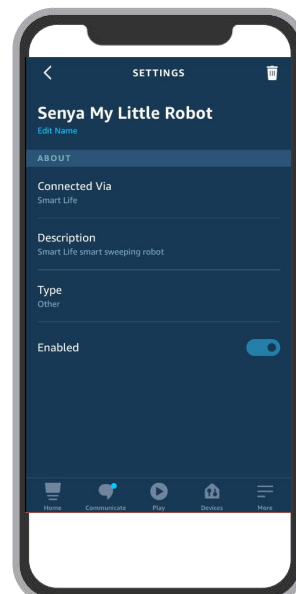 SETTINGS
Senya My Little Robot
Edit Name
ABOUT
Connected Via
Smart Life
Description
Smart Life smart sweeping robot
Type
Other
Enabled
Home Communicate Play Devices More